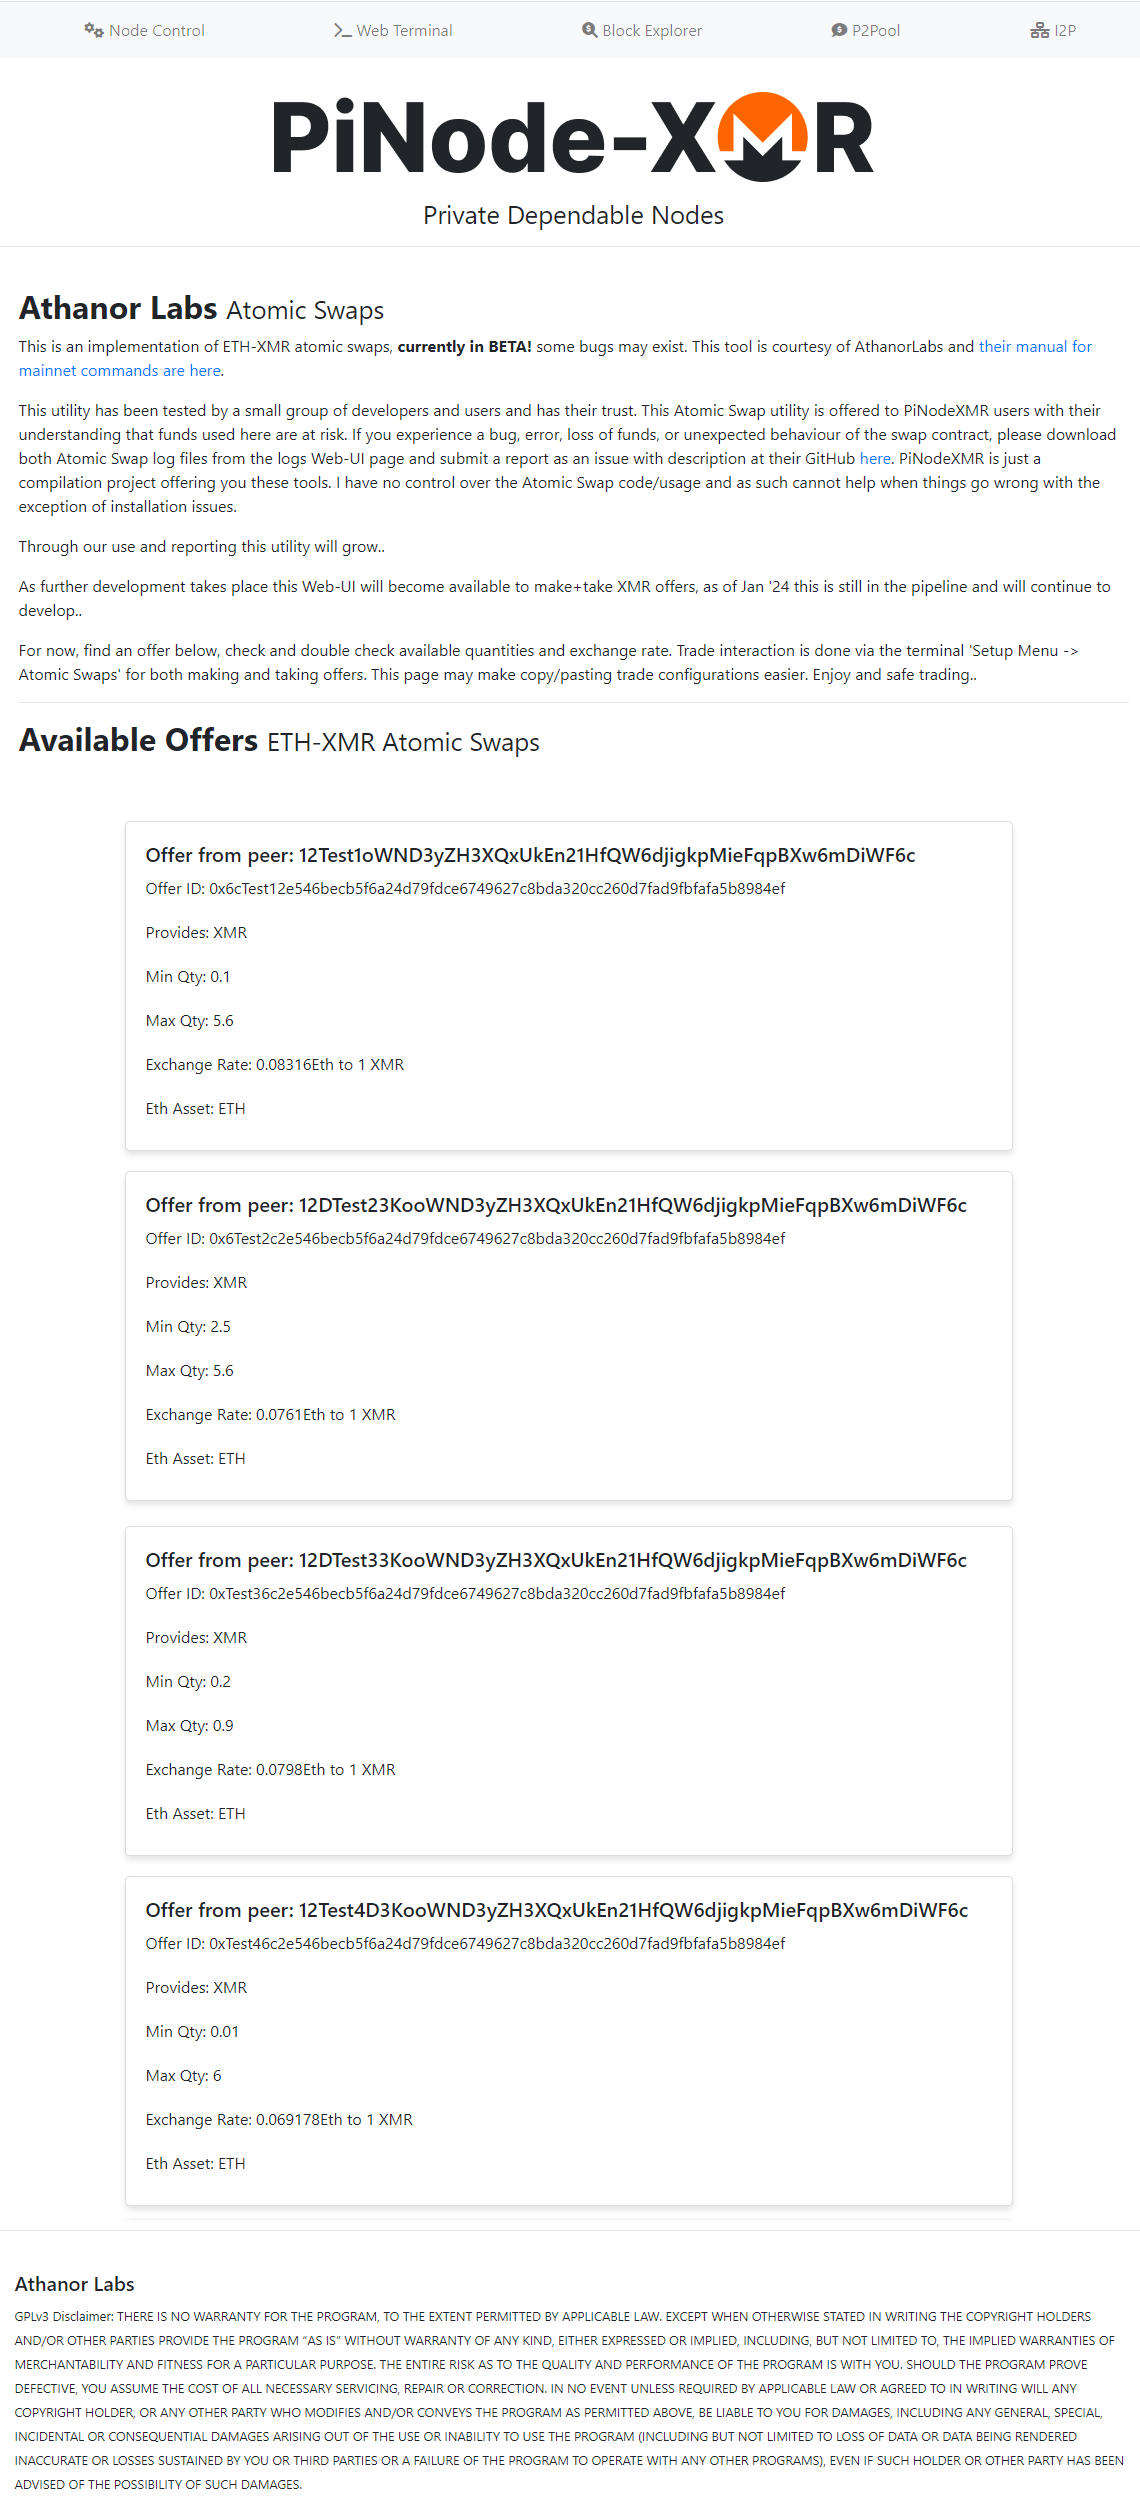 Node Control
Web Terminal
Block Explorer
P2Pool
I2P
PiNode-XMR
Private Dependable Nodes
Athanor Labs Atomic Swaps
This is an implementation of ETH-XMR atomic swaps, currently in BETA! some bugs may exist. This tool is courtesy of AthanorLabs and their manual for
mainnet commands are here.
This utility has been tested by a small group of developers and users and has their trust. This Atomic Swap utility is offered to PiNodeXMR users with their
understanding that funds used here are at risk. If you experience a bug, error, loss of funds, or unexpected behaviour of the swap contract, please download
both Atomic Swap log files from the logs Web-UI page and submit a report as an issue with description at their GitHub here. PiNodeXMR is just a
compilation project offering you these tools. I have no control over the Atomic Swap code/usage and as such cannot help when things go wrong with the
exception of installation issues.
Through our use and reporting this utility will grow..
As further development takes place this Web-UI will become available to make+take XMR offers, as of Jan '24 this is still in the pipeline and will continue to
develop..
For now, find an offer below, check and double check available quantities and exchange rate. Trade interaction is done via the terminal 'Setup Menu ->
Atomic Swaps' for both making and taking offers. This page may make copy/pasting trade configurations easier. Enjoy and safe trading..
Available Offers ETH-XMR Atomic Swaps
Offer from peer: 12Test1oWND3yZH3XQxUkEn21HfQW6djigkpMieFqpBXw6mDiWF6c
Offer ID: 0x6cTest12e546becb5f6a24d79fdce6749627c8bda320cc260d7fad9fbfafa5b8984ef
Provides: XMR
Min Qty: 0.1
Max Qty: 5.6
Exchange Rate: 0.08316Eth to 1 XMR
Eth Asset: ETH
Offer from peer: 12DTest23KooWND3yZH3XQxUkEn21HfQW6djigkpMieFqpBXw6mDiWF6c
Offer ID: 0x6Test2c2e546becb5f6a24d79fdce6749627c8bda320cc260d7fad9fbfafa5b8984ef
Provides: XMR
Min Qty: 2.5
Max Qty: 5.6
Exchange Rate: 0.0761Eth to 1 XMR
Eth Asset: ETH
Offer from peer: 12DTest33KooWND3yZH3XQxUkEn21HfQW6djigkpMieFqpBXw6mDiWF6c
Offer ID: 0xTest36c2e546becb5f6a24d79fdce6749627c8bda320cc260d7fad9fbfafa5b8984ef
Provides: XMR
Min Qty: 0.2
Max Qty: 0.9
Exchange Rate: 0.0798Eth to 1 XMR
Eth Asset: ETH
Offer from peer: 12Test4D3KooWND3yZH3XQxUkEn21HfQW6djigkpMieFqpBXw6mDiWF6c
Offer ID: 0xTest46c2e546becb5f6a24d79fdce6749627c8bda320cc260d7fad9fbfafa5b8984ef
Provides: XMR
Min Qty: 0.01
Max Qty: 6
Exchange Rate: 0.069178Eth to 1 XMR
Eth Asset: ETH
Athanor Labs
GPLv3 Disclaimer: THERE IS NO WARRANTY FOR THE PROGRAM, TO THE EXTENT PERMITTED BY APPLICABLE LAW. EXCEPT WHEN OTHERWISE STATED IN WRITING THE COPYRIGHT HOLDERS
AND/OR OTHER PARTIES PROVIDE THE PROGRAM “AS IS” WITHOUT WARRANTY OF ANY KIND, EITHER EXPRESSED OR IMPLIED, INCLUDING, BUT NOT LIMITED TO, THE IMPLIED WARRANTIES OF
MERCHANTABILITY AND FITNESS FOR A PARTICULAR PURPOSE. THE ENTIRE RISK AS TO THE QUALITY AND PERFORMANCE OF THE PROGRAM IS WITH YOU. SHOULD THE PROGRAM PROVE
DEFECTIVE, YOU ASSUME THE COST OF ALL NECESSARY SERVICING, REPAIR OR CORRECTION. IN NO EVENT UNLESS REQUIRED BY APPLICABLE LAW OR AGREED TO IN WRITING WILL ANY
COPYRIGHT HOLDER, OR ANY OTHER PARTY WHO MODIFIES AND/OR CONVEYS THE PROGRAM AS PERMITTED ABOVE, BE LIABLE TO YOU FOR DAMAGES, INCLUDING ANY GENERAL, SPECIAL,
INCIDENTAL OR CONSEQUENTIAL DAMAGES ARISING OUT OF THE USE OR INABILITY TO USE THE PROGRAM (INCLUDING BUT NOT LIMITED TO LOSS OF DATA OR DATA BEING RENDERED
INACCURATE OR LOSSES SUSTAINED BY YOU OR THIRD PARTIES OR A FAILURE OF THE PROGRAM TO OPERATE WITH ANY OTHER PROGRAMS), EVEN IF SUCH HOLDER OR OTHER PARTY HAS BEEN
ADVISED OF THE POSSIBILITY OF SUCH DAMAGES.